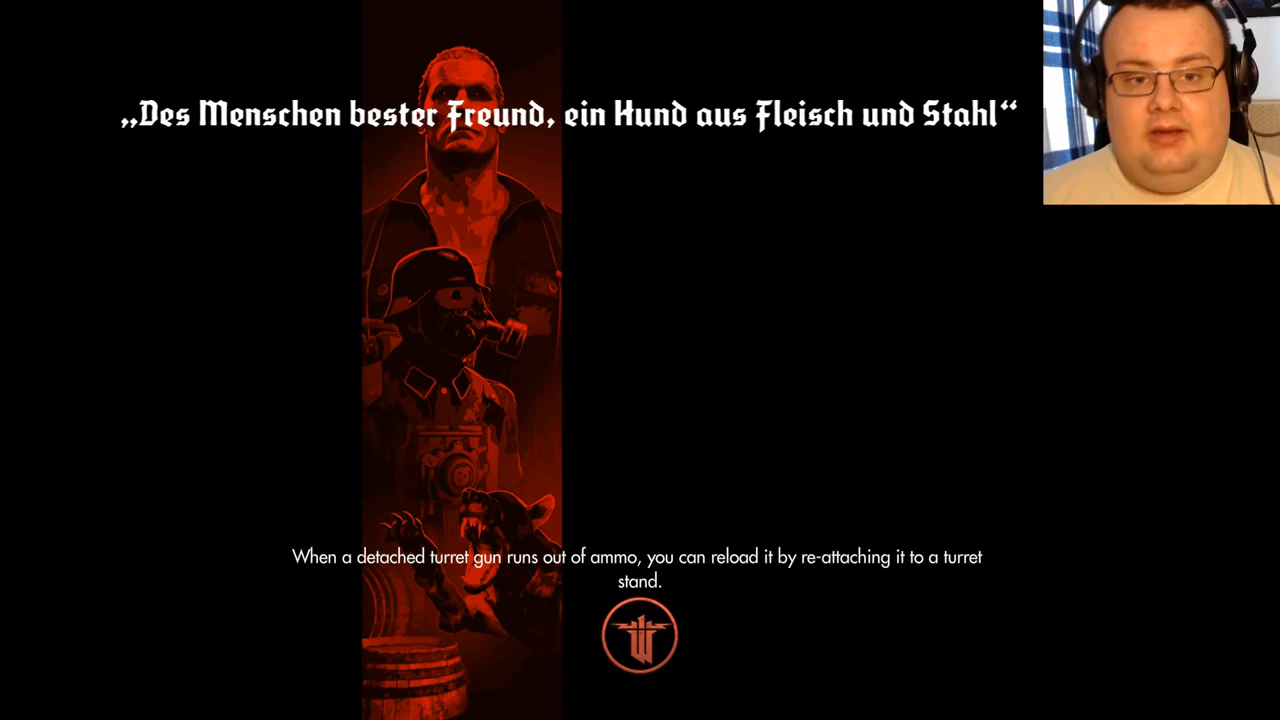 „Des Menschen bester Freund, ein Hund aus Fleisch und Stahl“
When a detached turret gun runs out of ammo, you can reload it by re-attaching it to a turret
stand.